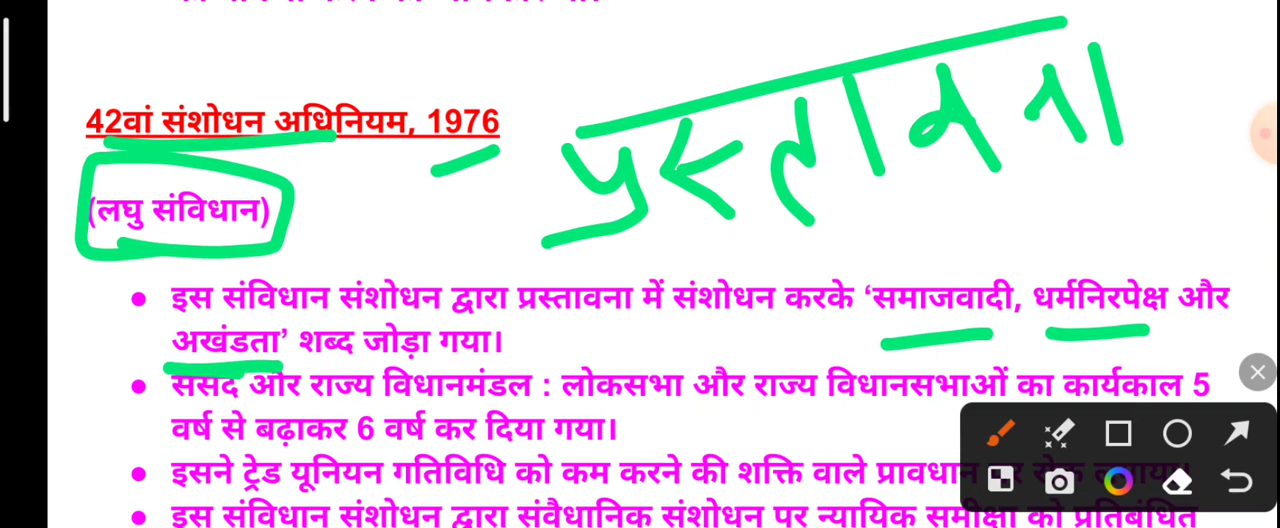 42वां संशोधन अधिनियम, 1976
प्रस्तावना
(लघु संविधान)
• इस संविधान संशोधन द्वारा प्रस्तावना में संशोधन करके ‘समाजवादी, धर्मनिरपेक्ष और
अखंडता’ शब्द जोड़ा गया।
• संसद और राज्य विधानमंडल : लोकसभा और राज्य विधानसभाओं का कार्यकाल 5
वर्ष से बढ़ाकर 6 वर्ष कर दिया गया।
• इसने ट्रेड यूनियन गतिविधि को कम करने की शक्ति वाले प्रावधान
• इस संविधान संशोधन द्वारा संवैधानिक संशोधन पर न्यायिक समीक्षा को प्रतिबंधित